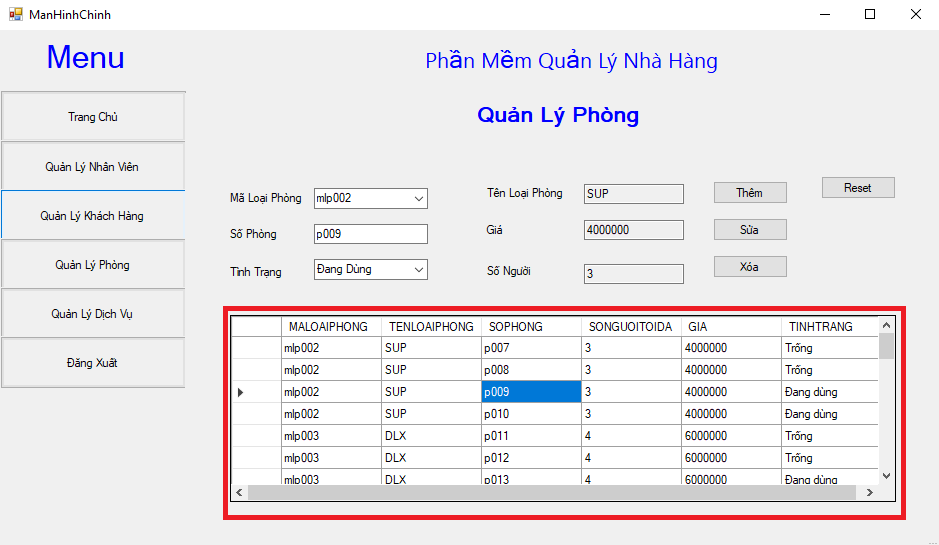 ManHinhChinh
Menu
Phần Mềm Quản Lý Nhà Hàng
Quản Lý Phòng
Trang Chủ
Quản Lý Nhân Viên
Quản Lý Khách Hàng
Quản Lý Phòng
Quản Lý Dịch Vụ
Đăng Xuất
Mã Loại Phòng mlp002 Tên Loại Phòng SUP Thêm Reset
Số Phòng p009 Giá 4000000 Sửa
Tình Trạng Đang Dùng Số Người 3 Xóa
MALOAIPHONG TENLOAIPHONG SOPHONG SONGUOITOIDA GIA TINHTRANG
mlp002 SUP p007 3 4000000 Trống
mlp002 SUP p008 3 4000000 Trống
mlp002 SUP p009 3 4000000 Đang dùng
mlp002 SUP p010 3 4000000 Đang dùng
mlp003 DLX p011 4 6000000 Trống
mlp003 DLX p012 4 6000000 Trống
mlp003 DLX p013 4 6000000 Đang dùng